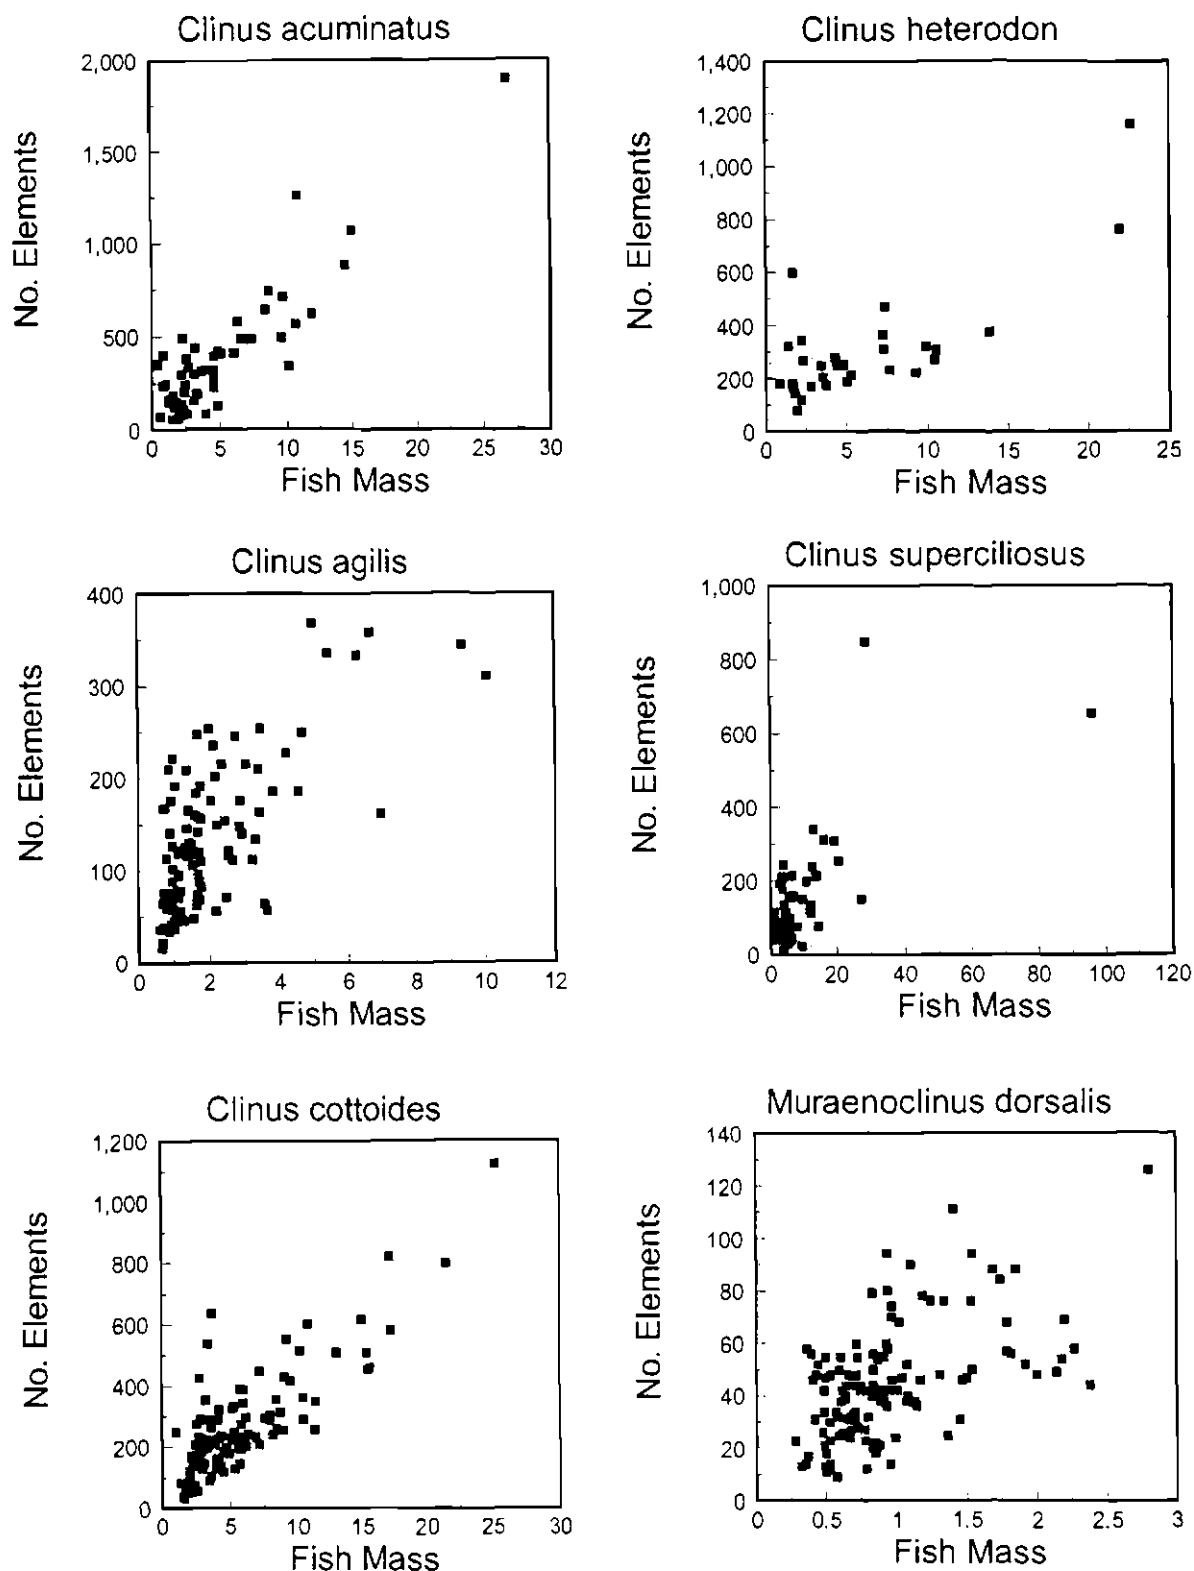 Clinus acuminatus
2,000
1,500
1,000
500
0
No. Elements
0 5 10 15 20 25 30
Fish Mass
Clinus heterodon
1,400
1,200
1,000
800
600
400
200
0
No. Elements
0 5 10 15 20 25
Fish Mass
Clinus agilis
400
300
200
100
0
No. Elements
0 2 4 6 8 10 12
Fish Mass
Clinus superciliosus
1,000
800
600
400
200
0
No. Elements
0 20 40 60 80 100 120
Fish Mass
Clinus cottoides
1,200
1,000
800
600
400
200
0
No. Elements
0 5 10 15 20 25 30
Fish Mass
Muraenoclinus dorsalis
140
120
100
80
60
40
20
0
No. Elements
0 0.5 1 1.5 2 2.5 3
Fish Mass